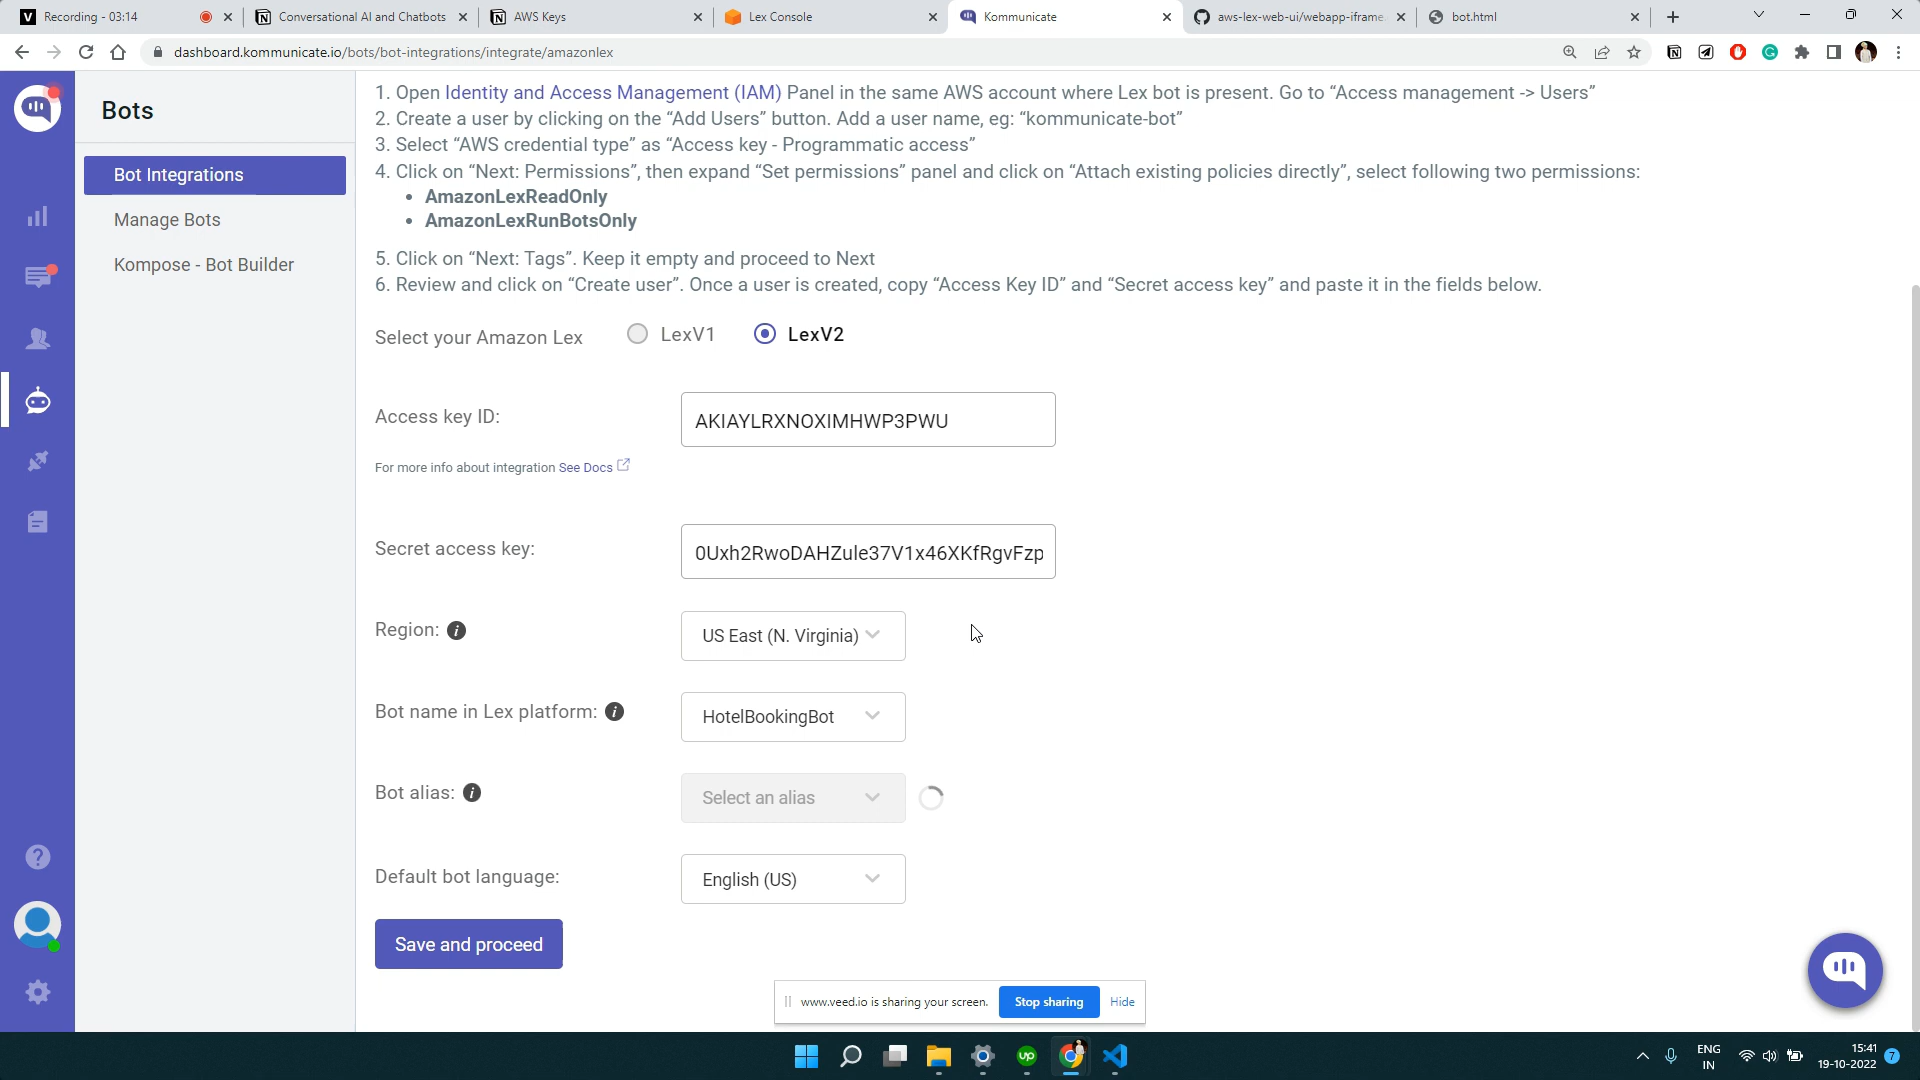 Recording - 03:14
Conversational AI and Chatbots
AWS Keys
Lex Console
Kommunicate
aws-lex-web-ui/webapp-iframe.
bot.html
dashboard.kommunicate.io/bots/bot-integrations/integrate/amazonlex
Bots
Bot Integrations
Manage Bots
Kompose - Bot Builder
1. Open Identity and Access Management (IAM) Panel in the same AWS account where Lex bot is present. Go to “Access management -> Users”
2. Create a user by clicking on the “Add Users” button. Add a user name, eg: “kommunicate-bot”
3. Select “AWS credential type” as “Access key - Programmatic access”
4. Click on “Next: Permissions”, then expand “Set permissions” panel and click on “Attach existing policies directly”, select following two permissions:
• AmazonLexReadOnly
• AmazonLexRunBotsOnly
5. Click on “Next: Tags”. Keep it empty and proceed to Next
6. Review and click on “Create user”. Once a user is created, copy “Access Key ID” and “Secret access key” and paste it in the fields below.
Select your Amazon Lex LexV1 LexV2
Access key ID: AKIAYLRXNOXIMHWP3PWU
For more info about integration See Docs
Secret access key: 0Uxh2RwoDAHZule37V1x46XKfRgvFzp
Region: US East (N. Virginia)
Bot name in Lex platform: HotelBookingBot
Bot alias: Select an alias
Default bot language: English (US)
Save and proceed
www.veed.io is sharing your screen. Stop sharing Hide
ENG
IN
15:41
19-10-2022
7